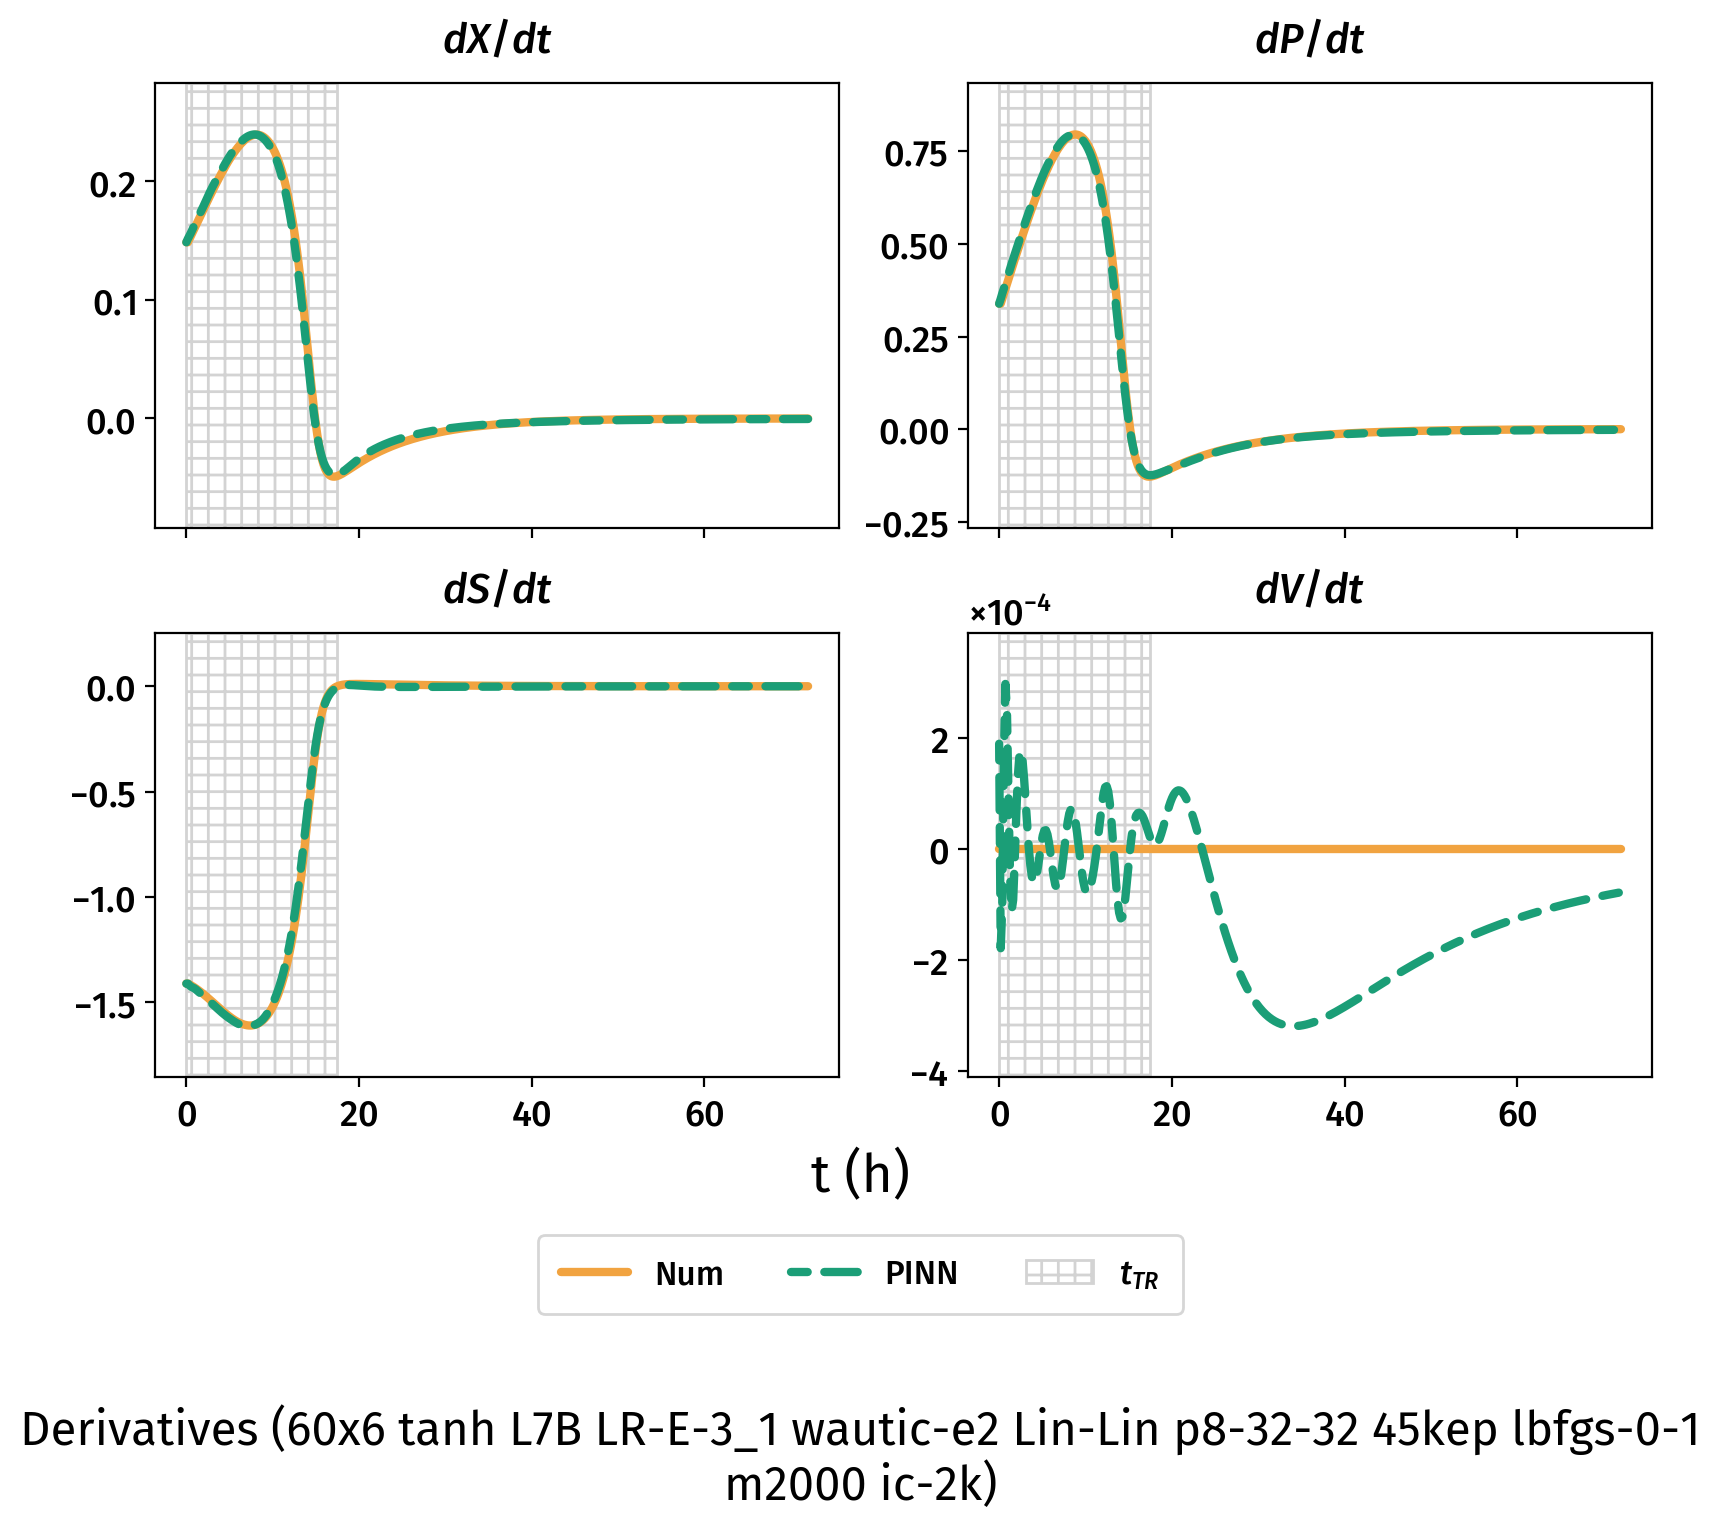 dX/dt
dP/dt
0.2
0.1
0.0
0.75
0.50
0.25
0.00
−0.25
dS/dt
dV/dt
×10⁻⁴
0.0
−0.5
−1.0
−1.5
2
0
−2
−4
0 20 40 60
0 20 40 60
t (h)
Num PINN t_TR
Derivatives (60x6 tanh L7B LR-E-3_1 wautic-e2 Lin-Lin p8-32-32 45kep lbfgs-0-1
m2000 ic-2k)